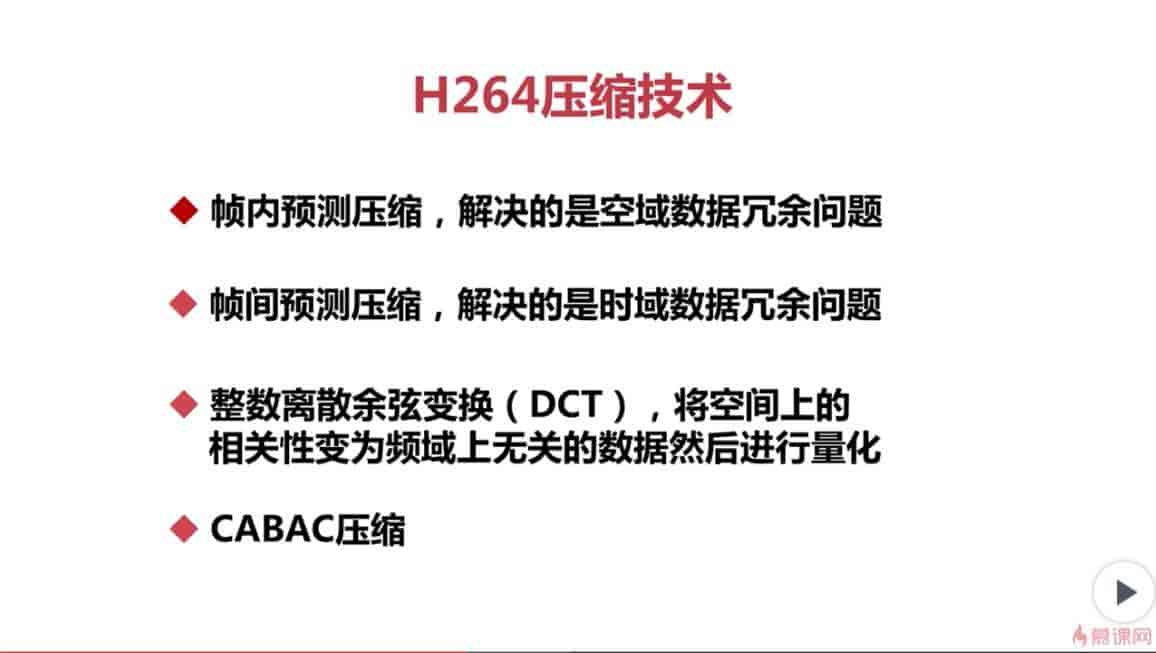 H264压缩技术
帧内预测压缩，解决的是空域数据冗余问题
帧间预测压缩，解决的是时域数据冗余问题
整数离散余弦变换（DCT），将空间上的
相关性变为频域上无关的数据然后进行量化
CABAC压缩
慕课网